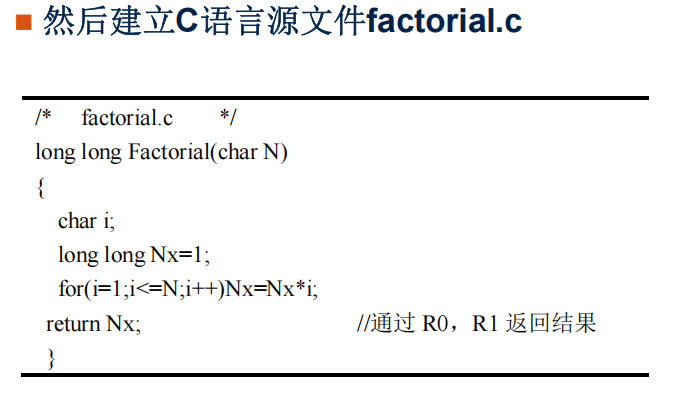 然后建立C语言源文件factorial.c
/* factorial.c */
long long Factorial(char N)
{
char i;
long long Nx=1;
for(i=1;i<=N;i++)Nx=Nx*i;
return Nx; //通过 R0，R1 返回结果
}